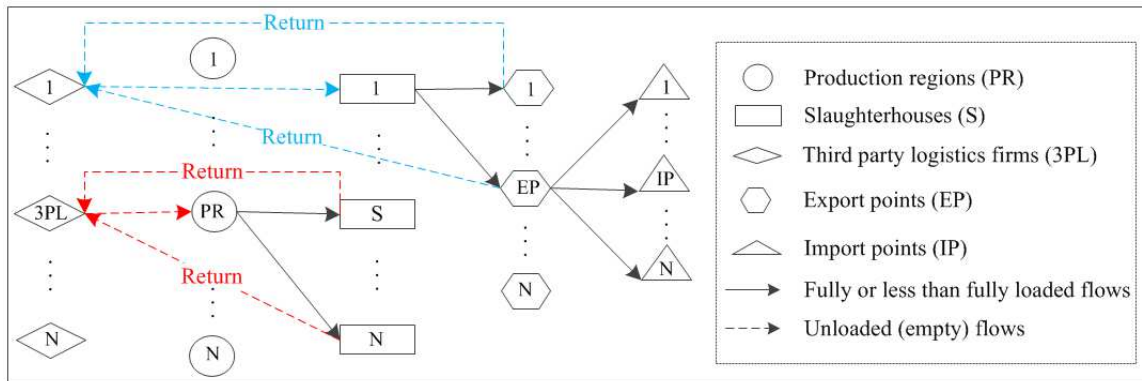 Return
1
1
1
1
1
Return
3PL
PR
S
EP
IP
Return
N
N
N
N
N
Production regions (PR)
Slaughterhouses (S)
Third party logistics firms (3PL)
Export points (EP)
Import points (IP)
Fully or less than fully loaded flows
Unloaded (empty) flows